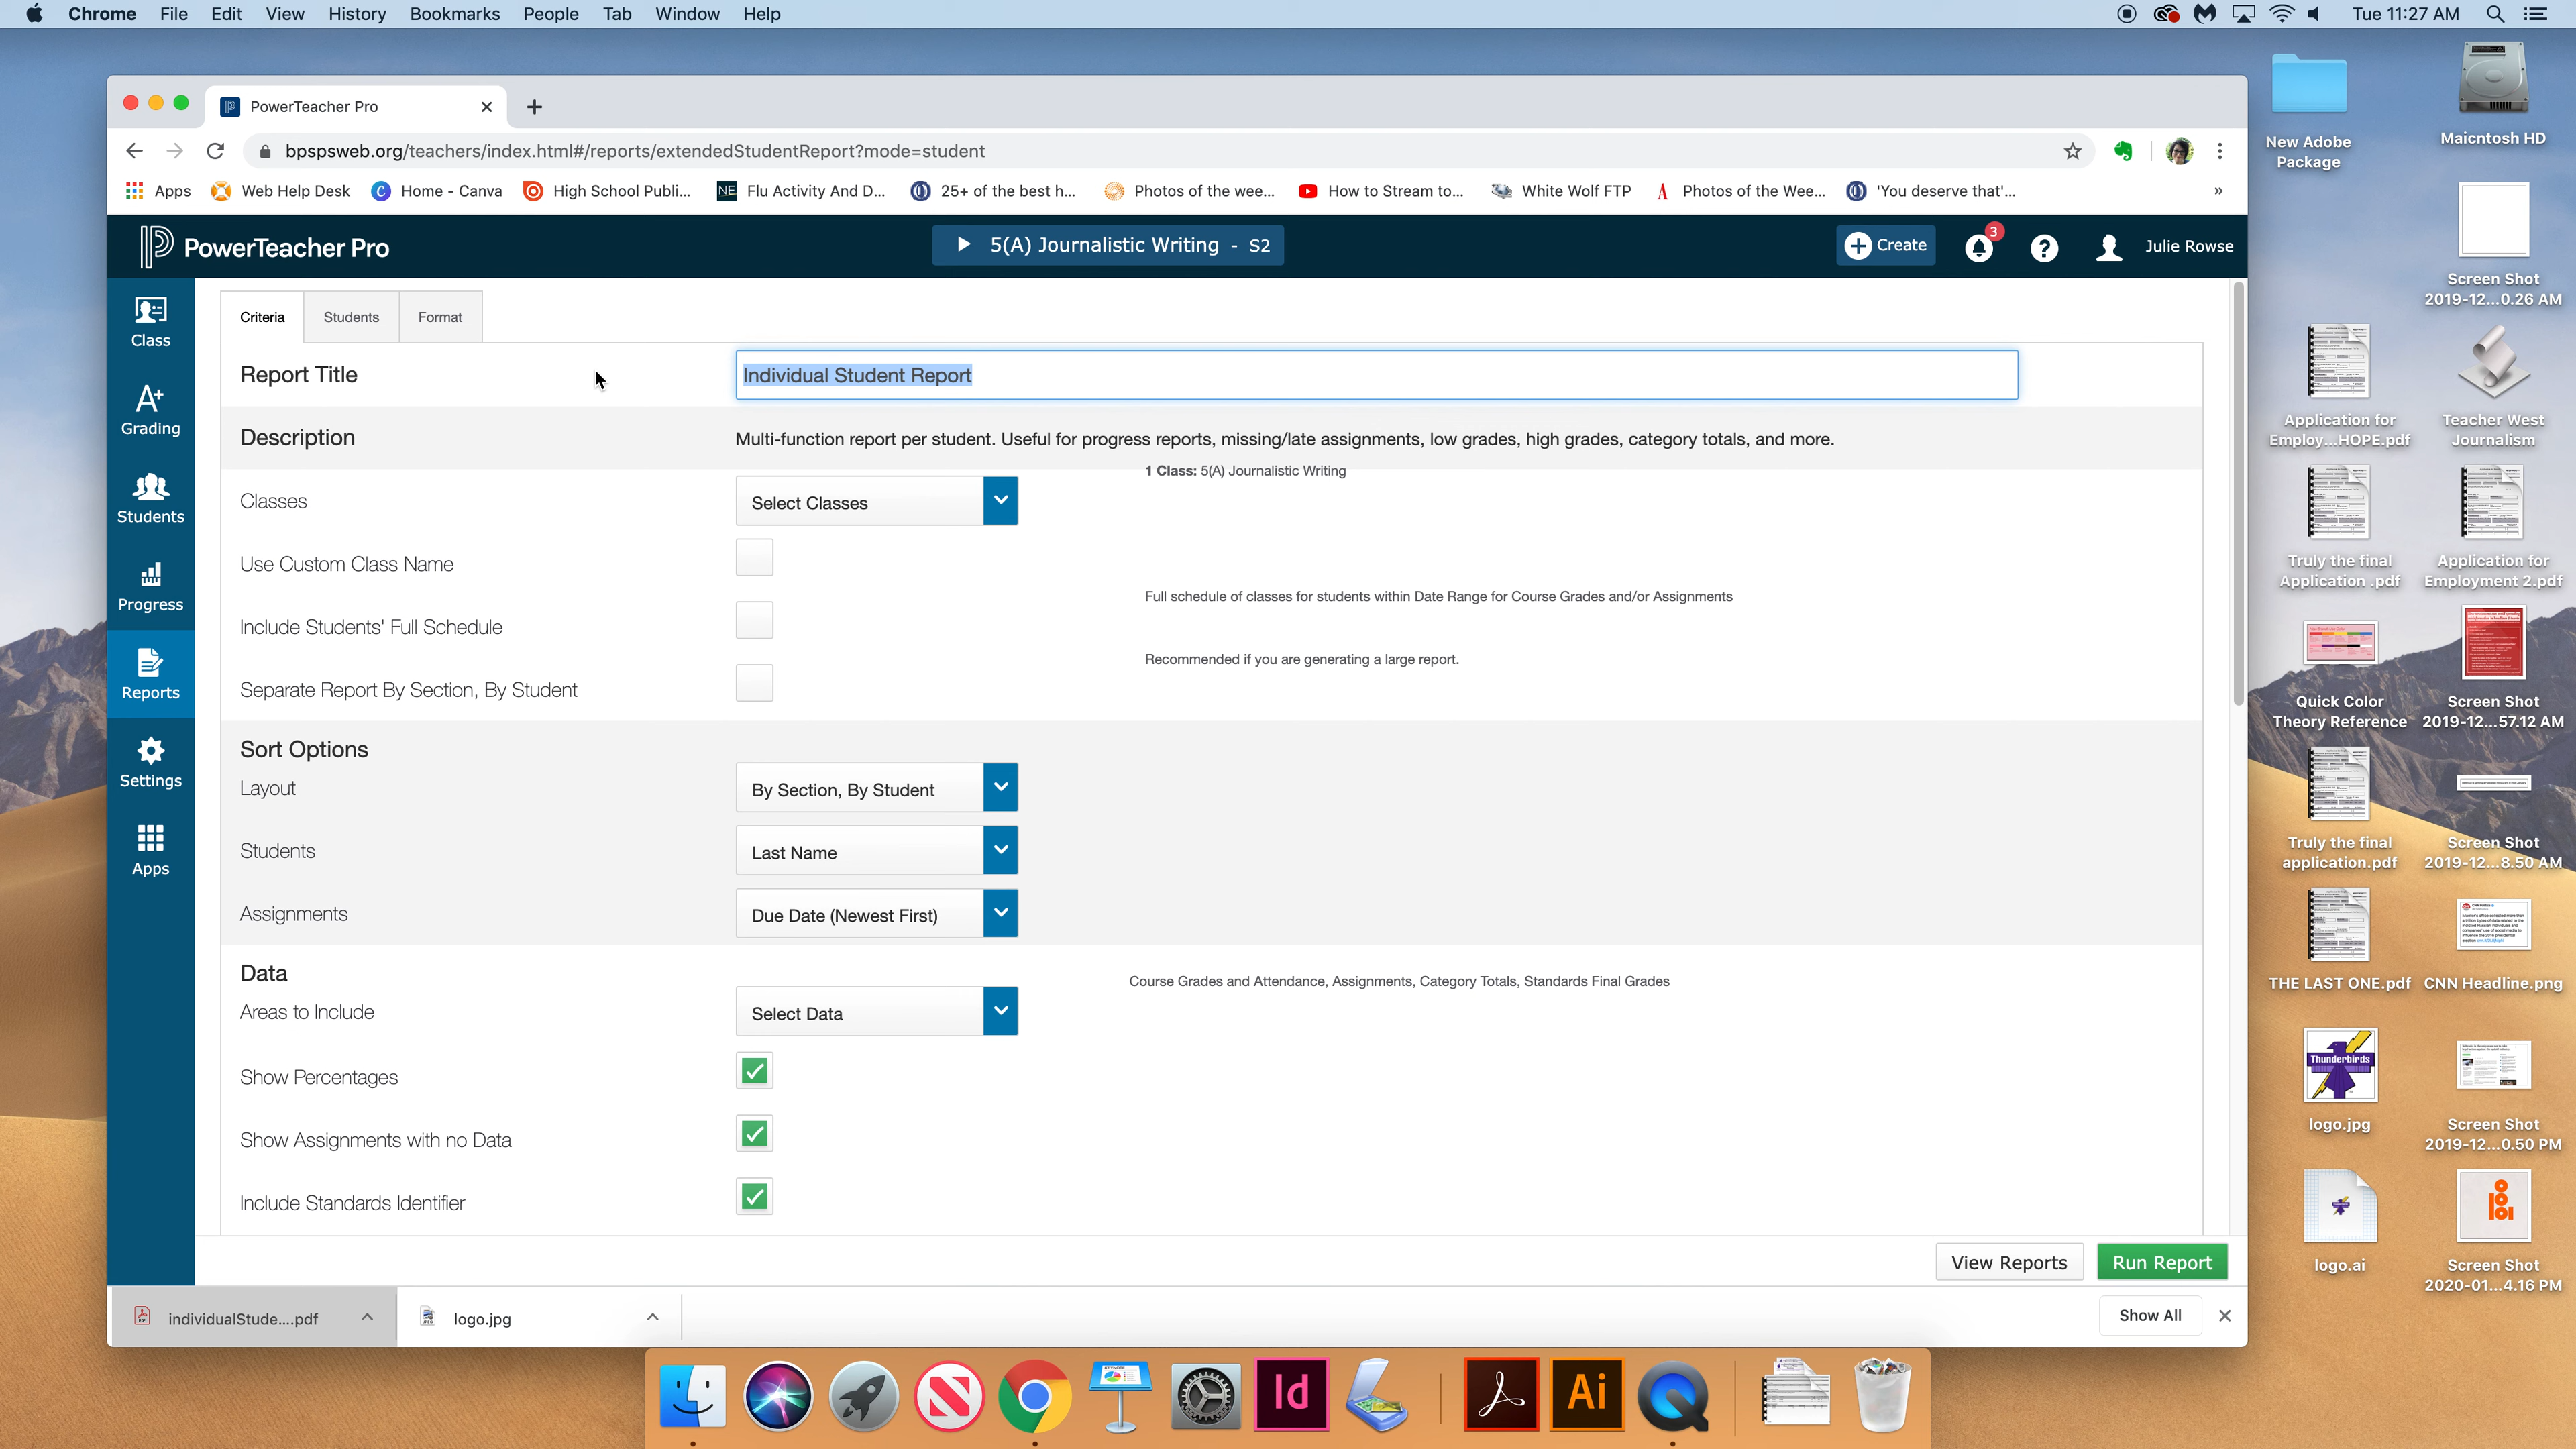 Chrome File Edit View History Bookmarks People Tab Window Help
Tue 11:27 AM
PowerTeacher Pro
bpspsweb.org/teachers/index.html#/reports/extendedStudentReport?mode=student
Apps Web Help Desk Home - Canva High School Publi... Flu Activity And D... 25+ of the best h... Photos of the wee... How to Stream to... White Wolf FTP Photos of the Wee... 'You deserve that'... »
PowerTeacher Pro
5(A) Journalistic Writing - S2
Create
3
Julie Rowse
Class
Grading
Students
Progress
Reports
Settings
Apps
Criteria Students Format
Report Title Individual Student Report
Description Multi-function report per student. Useful for progress reports, missing/late assignments, low grades, high grades, category totals, and more.
Classes Select Classes 1 Class: 5(A) Journalistic Writing
Use Custom Class Name
Include Students' Full Schedule Full schedule of classes for students within Date Range for Course Grades and/or Assignments
Separate Report By Section, By Student Recommended if you are generating a large report.
Sort Options
Layout By Section, By Student
Students Last Name
Assignments Due Date (Newest First)
Data
Areas to Include Select Data Course Grades and Attendance, Assignments, Category Totals, Standards Final Grades
Show Percentages
Show Assignments with no Data
Include Standards Identifier
View Reports Run Report
individualStude....pdf logo.jpg Show All
New Adobe
Package
Maicntosh HD
Screen Shot
2019-12...0.26 AM
Application for
Employ...HOPE.pdf
Teacher West
Journalism
Truly the final
Application .pdf
Application for
Employment 2.pdf
Quick Color
Theory Reference
Screen Shot
2019-12...57.12 AM
Truly the final
application.pdf
Screen Shot
2019-12...8.50 AM
THE LAST ONE.pdf
CNN Headline.png
Thunderbirds
logo.jpg
Screen Shot
2019-12...0.50 PM
logo.ai
Screen Shot
2020-01...4.16 PM
Id
Ai